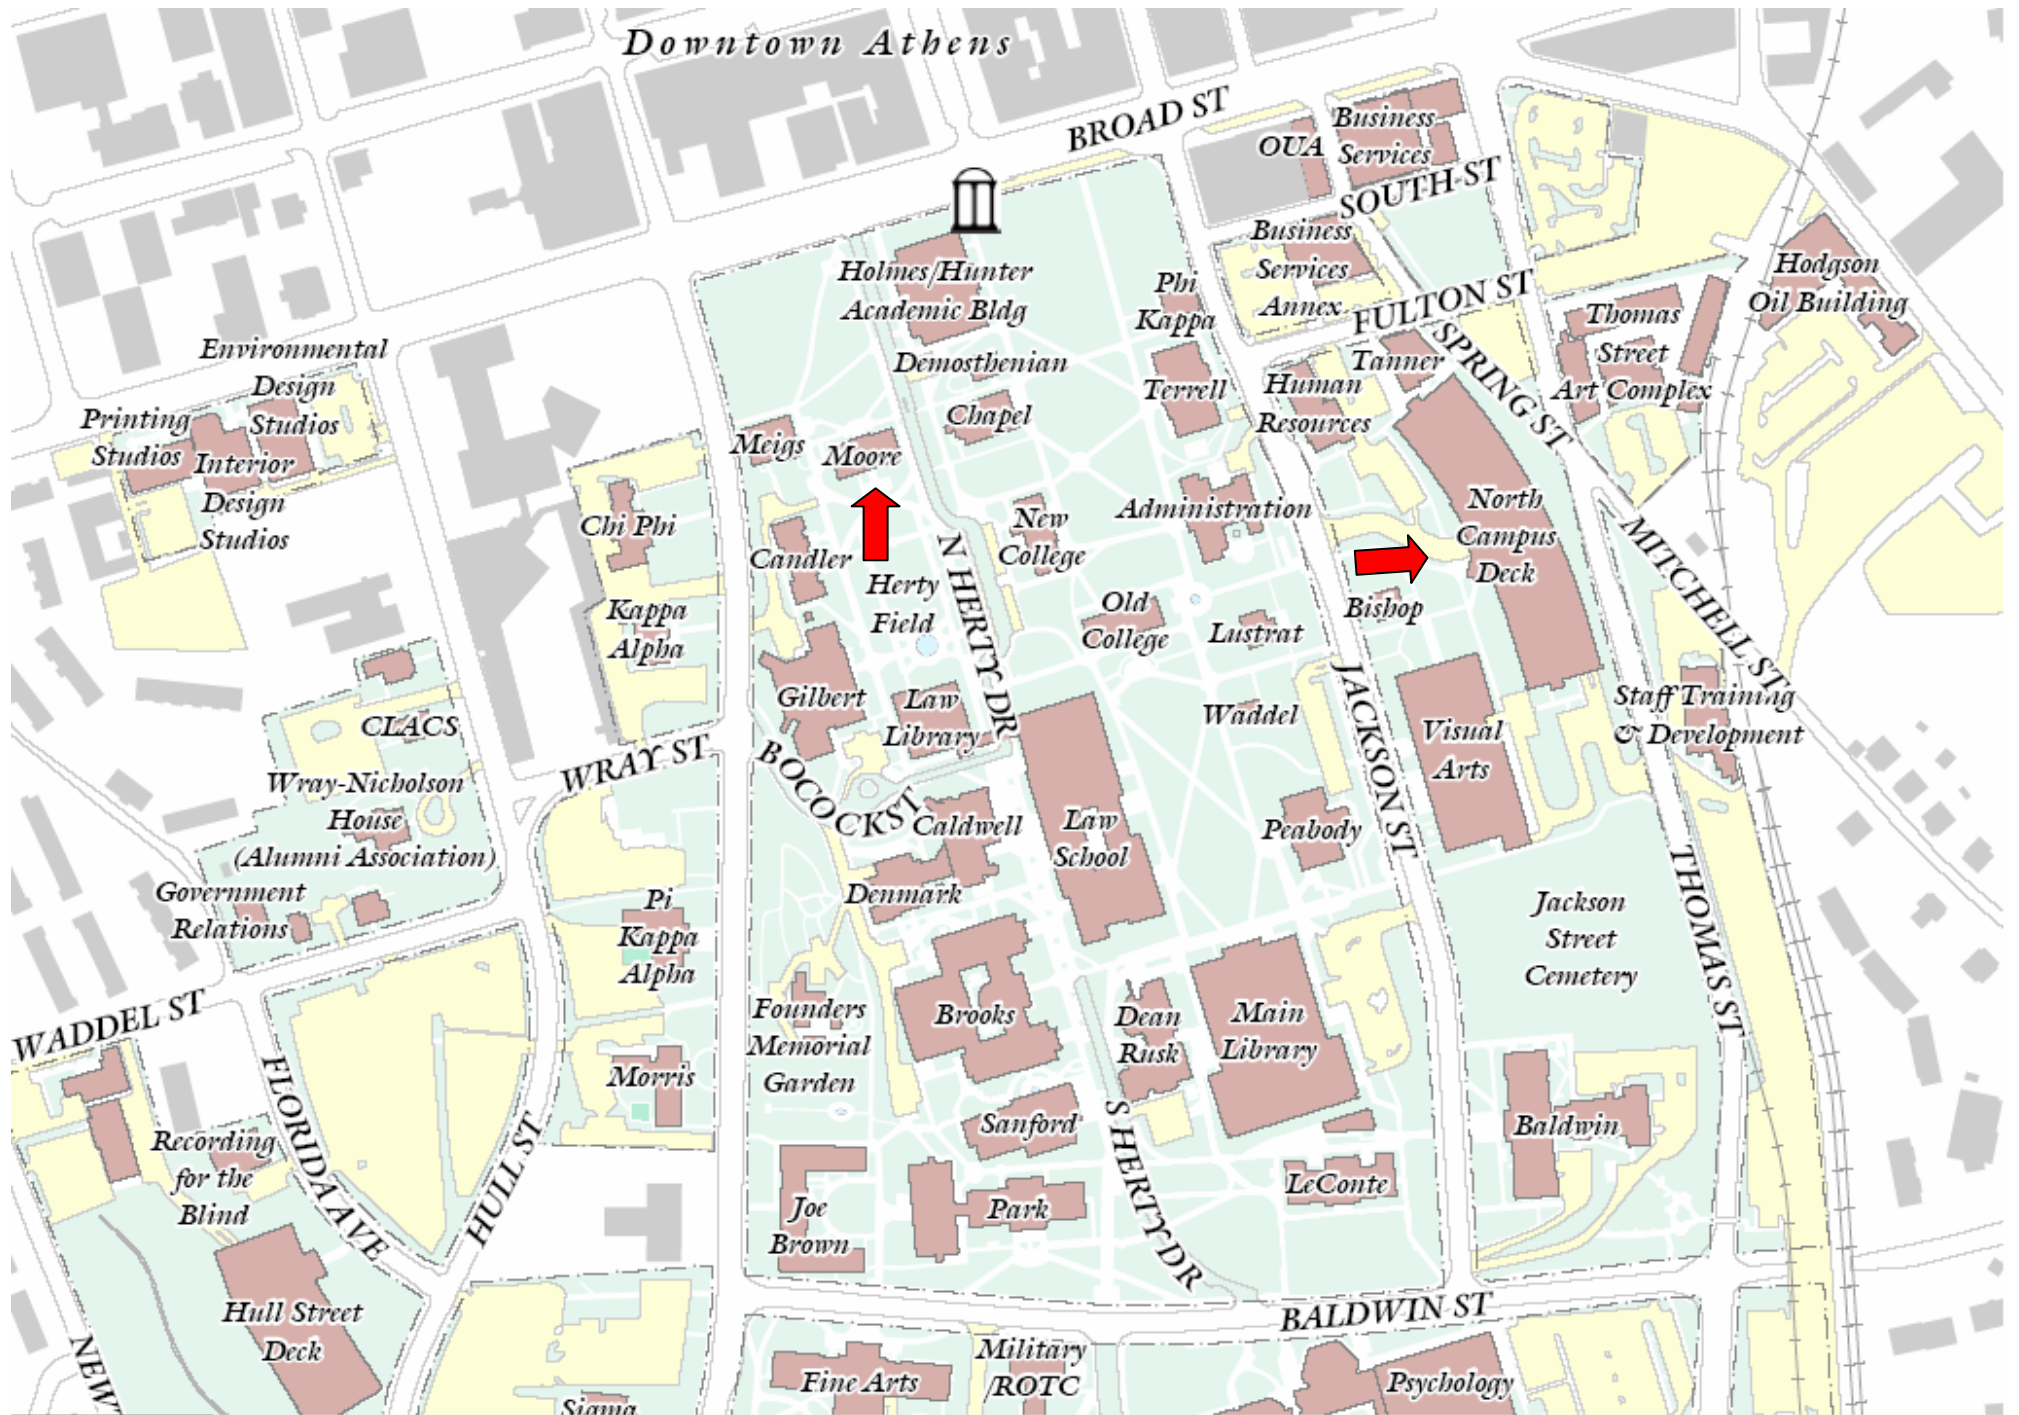 Downtown Athens
BROAD ST
OUA
Business
Services
SOUTH ST
Business
Services
Annex
Holmes/Hunter
Academic Bldg
Phi
Kappa
FULTON ST
Thomas
Street
Art Complex
Hodgson
Oil Building
Environmental
Design
Studios
Printing
Studios
Interior
Design
Studios
Demosthenian
Chapel
Terrell
Human
Resources
Tanner
SPRING ST
Meigs
Moore
Chi Phi
Candler
New
College
Administration
North
Campus
Deck
MITCHELL ST
Kappa
Alpha
Herty
Field
N HERTY DR
Old
College
Lustrat
Bishop
Gilbert
Law
Library
Waddel
JACKSON ST
Visual
Arts
Staff Training
& Development
CLACS
WRAY ST
BOCOCK ST
Wray-Nicholson
House
(Alumni Association)
Caldwell
Law
School
Peabody
Government
Relations
Pi
Kappa
Alpha
Denmark
Jackson
Street
Cemetery
THOMAS ST
WADDEL ST
Founders
Memorial
Garden
Brooks
Dean
Rusk
Main
Library
FLORIDA AVE
Morris
HULL ST
Sanford
S HERTY DR
Baldwin
Recording
for the
Blind
Joe
Brown
Park
LeConte
Hull Street
Deck
BALDWIN ST
NEW
Fine Arts
Military
/ROTC
Psychology
Sigma